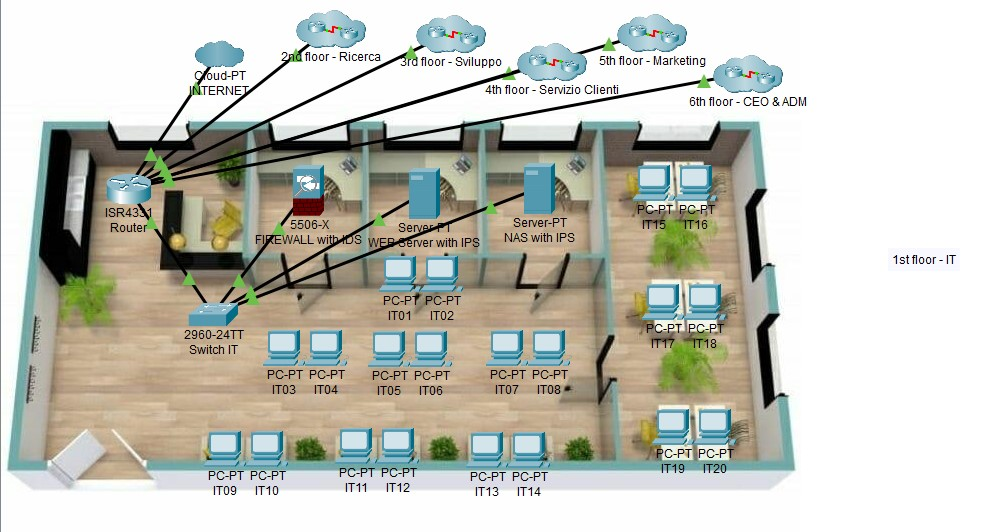 Cloud-PT
INTERNET
2nd floor - Ricerca
3rd floor - Sviluppo
4th floor - Servizio Clienti
5th floor - Marketing
6th floor - CEO & ADM
ISR4331
Router
5506-X
FIREWALL with IDS
Server-PT
WEB Server with IPS
Server-PT
NAS with IPS
PC-PT
IT15
PC-PT
IT16
1st floor - IT
2960-24TT
Switch IT
PC-PT
IT01
PC-PT
IT02
PC-PT
IT17
PC-PT
IT18
PC-PT
IT03
PC-PT
IT04
PC-PT
IT05
PC-PT
IT06
PC-PT
IT07
PC-PT
IT08
PC-PT
IT09
PC-PT
IT10
PC-PT
IT11
PC-PT
IT12
PC-PT
IT13
PC-PT
IT14
PC-PT
IT19
PC-PT
IT20